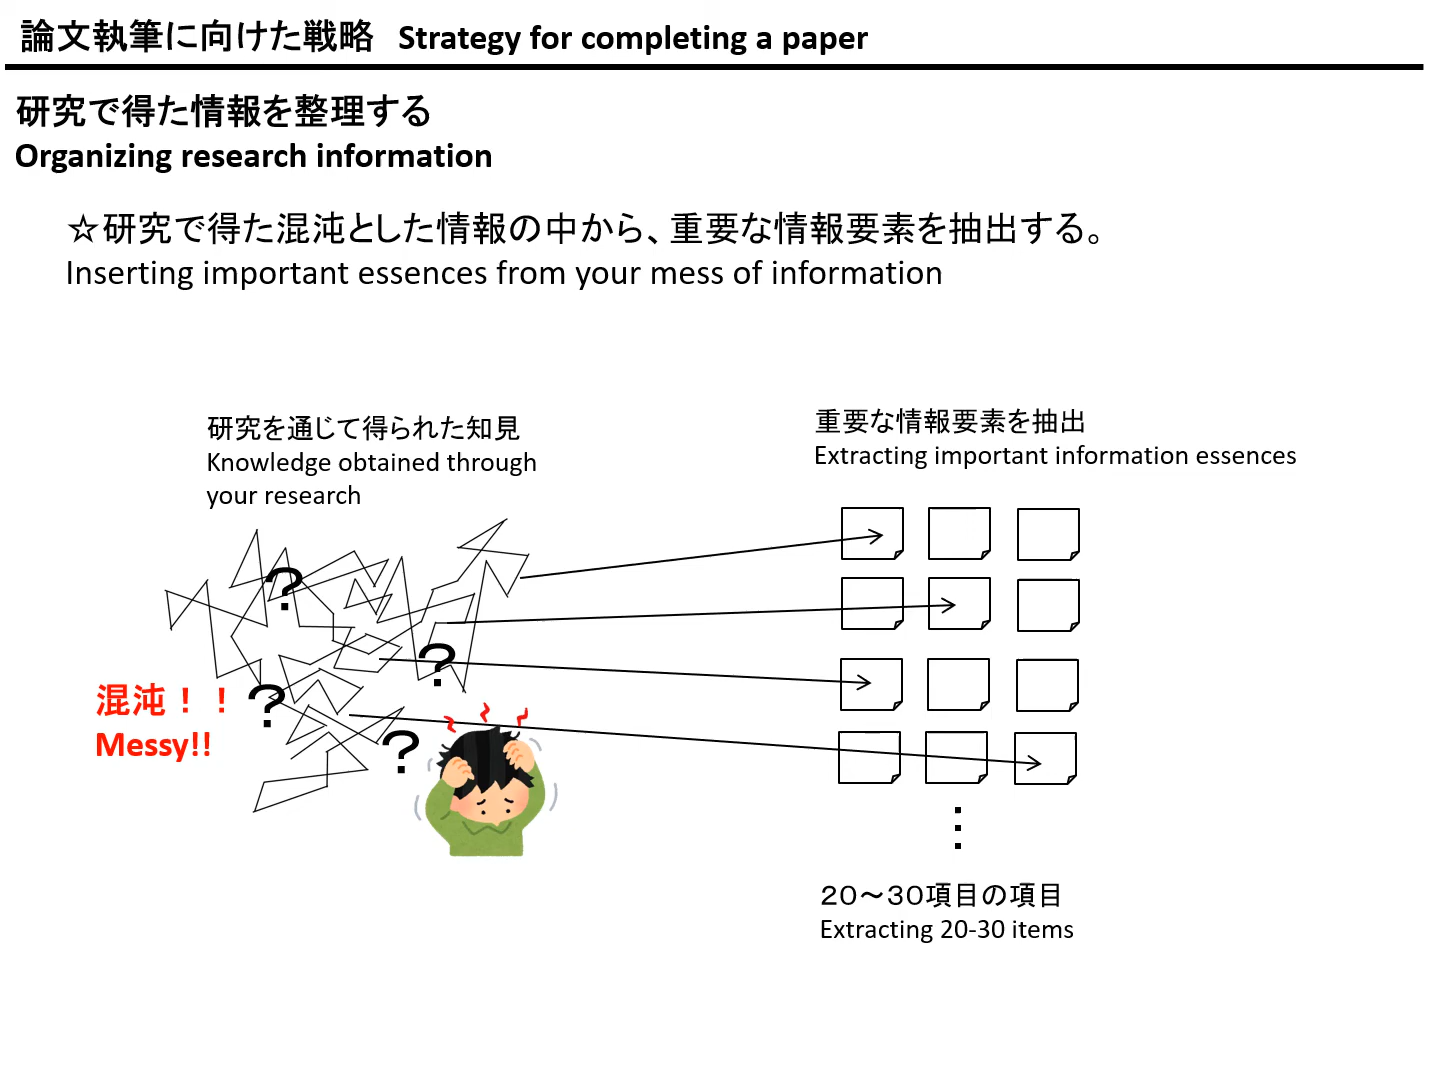 論文執筆に向けた戦略 Strategy for completing a paper
研究で得た情報を整理する
Organizing research information
☆研究で得た混沌とした情報の中から、重要な情報要素を抽出する。
Inserting important essences from your mess of information
研究を通じて得られた知見
Knowledge obtained through
your research
重要な情報要素を抽出
Extracting important information essences
?
?
?
?
混沌！！
Messy!!
⋮
２０～３０項目の項目
Extracting 20-30 items